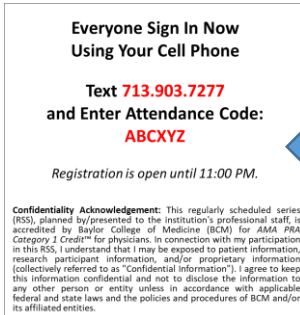 Everyone Sign In Now
Using Your Cell Phone
Text 713.903.7277
and Enter Attendance Code:
ABCXYZ
Registration is open until 11:00 PM.
Confidentiality Acknowledgement: This regularly scheduled series
(RSS), planned by/presented to the institution's professional staff, is
accredited by Baylor College of Medicine (BCM) for AMA PRA
Category 1 Credit™ for physicians. In connection with my participation
in this RSS, I understand that I may be exposed to patient information,
research participant information, and/or proprietary information
(collectively referred to as "Confidential Information"). I agree to keep
this information confidential and not to disclose the information to
any other person or entity unless in accordance with applicable
federal and state laws and the policies and procedures of BCM and/or
its affiliated entities.